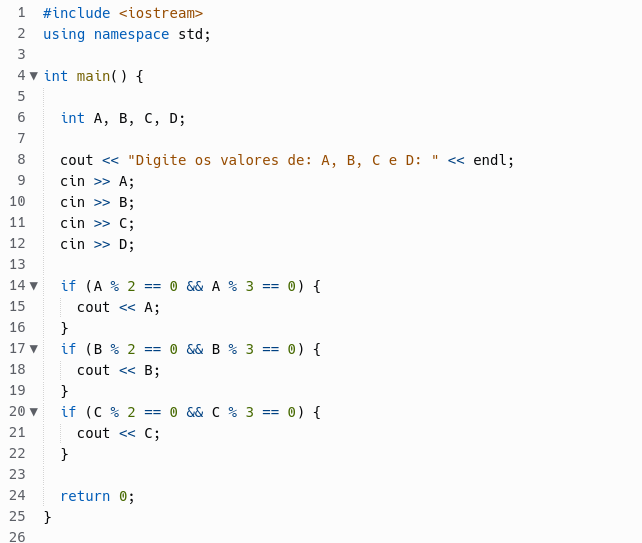 1 #include <iostream>
2 using namespace std;
3
4 ▼ int main() {
5
6   int A, B, C, D;
7
8   cout << "Digite os valores de: A, B, C e D: " << endl;
9   cin >> A;
10   cin >> B;
11   cin >> C;
12   cin >> D;
13
14 ▼   if (A % 2 == 0 && A % 3 == 0) {
15     cout << A;
16   }
17 ▼   if (B % 2 == 0 && B % 3 == 0) {
18     cout << B;
19   }
20 ▼   if (C % 2 == 0 && C % 3 == 0) {
21     cout << C;
22   }
23
24   return 0;
25 }
26